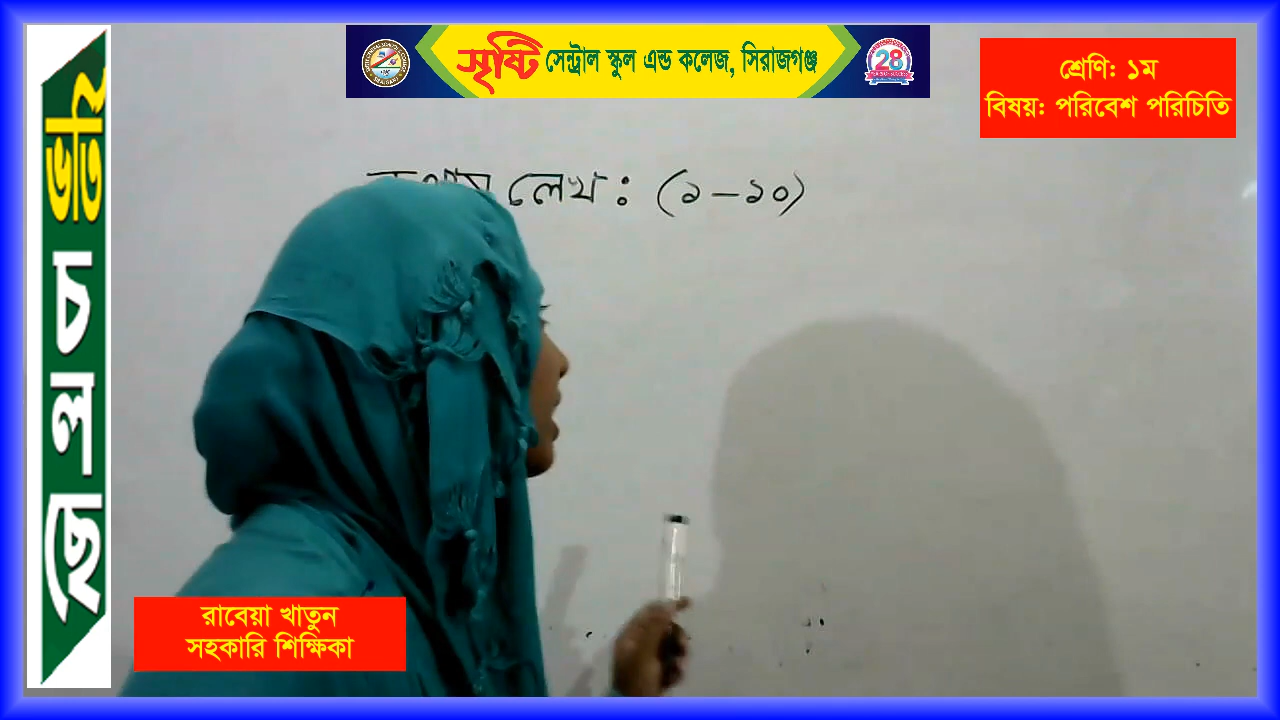 সৃষ্টি সেন্ট্রাল স্কুল এন্ড কলেজ, সিরাজগঞ্জ
28
শ্রেণি: ১ম
বিষয়: পরিবেশ পরিচিতি
ভর্তি চলছে
লেখ : (১ – ১০)
রাবেয়া খাতুন
সহকারি শিক্ষিকা